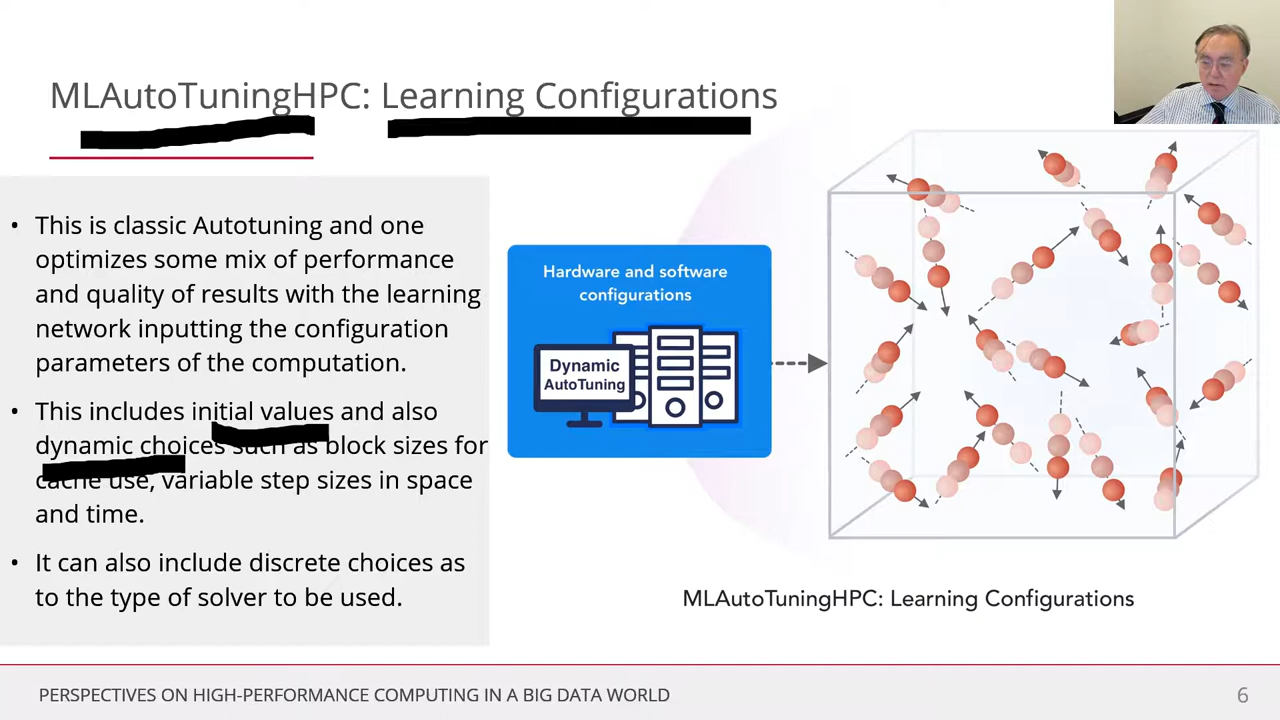 MLAutoTuningHPC: Learning Configurations
• This is classic Autotuning and one
optimizes some mix of performance
and quality of results with the learning
network inputting the configuration
parameters of the computation.
• This includes initial values and also
dynamic choices such as block sizes for
cache use, variable step sizes in space
and time.
• It can also include discrete choices as
to the type of solver to be used.
Hardware and software
configurations
Dynamic
AutoTuning
MLAutoTuningHPC: Learning Configurations
PERSPECTIVES ON HIGH-PERFORMANCE COMPUTING IN A BIG DATA WORLD
6